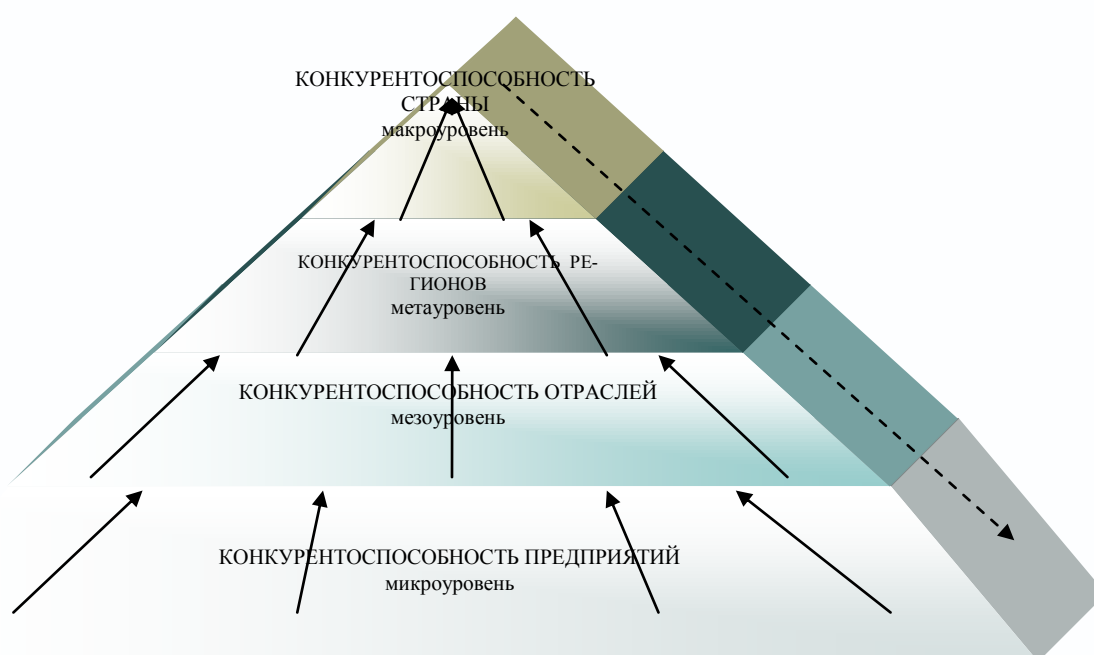 КОНКУРЕНТОСПОСОБНОСТЬ
СТРАНЫ
макроуровень
КОНКУРЕНТОСПОСОБНОСТЬ РЕ-
ГИОНОВ
метауровень
КОНКУРЕНТОСПОСОБНОСТЬ ОТРАСЛЕЙ
мезоуровень
КОНКУРЕНТОСПОСОБНОСТЬ ПРЕДПРИЯТИЙ
микроуровень